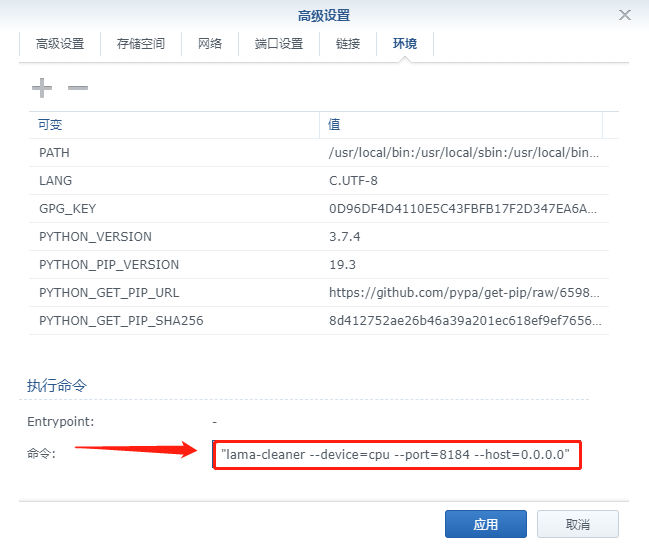 高级设置
高级设置 存储空间 网络 端口设置 链接 环境
可变 值
PATH /usr/local/bin:/usr/local/sbin:/usr/local/bin...
LANG C.UTF-8
GPG_KEY 0D96DF4D4110E5C43FBFB17F2D347EA6A...
PYTHON_VERSION 3.7.4
PYTHON_PIP_VERSION 19.3
PYTHON_GET_PIP_URL https://github.com/pypa/get-pip/raw/6598...
PYTHON_GET_PIP_SHA256 8d412752ae26b46a39a201ec618ef9ef7656...
执行命令
Entrypoint: -
命令: "lama-cleaner --device=cpu --port=8184 --host=0.0.0.0"
应用 取消